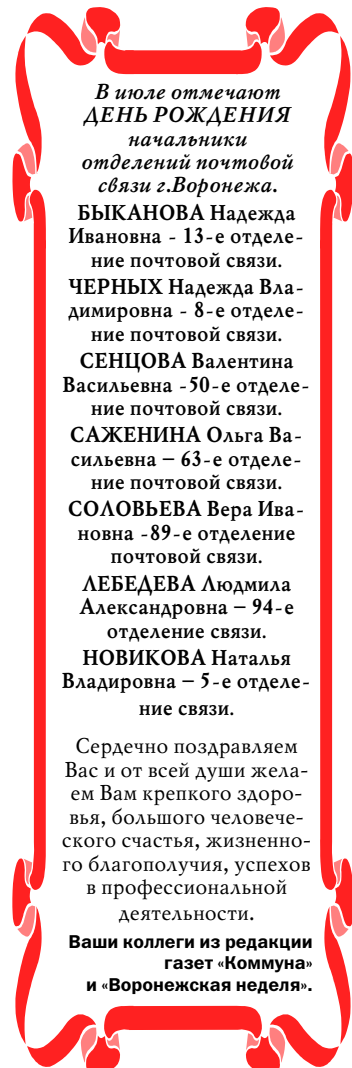 В июле отмечают
ДЕНЬ РОЖДЕНИЯ
начальники
отделений почтовой
связи г.Воронежа.
БЫКАНОВА Надежда
Ивановна - 13-е отделе-
ние почтовой связи.
ЧЕРНЫХ Надежда Вла-
димировна - 8-е отделе-
ние почтовой связи.
СЕНЦОВА Валентина
Васильевна -50-е отделе-
ние почтовой связи.
САЖЕНИНА Ольга Ва-
сильевна – 63-е отделе-
ние почтовой связи.
СОЛОВЬЕВА Вера Ива-
новна -89-е отделение
почтовой связи.
ЛЕБЕДЕВА Людмила
Александровна – 94-е
отделение связи.
НОВИКОВА Наталья
Владировна – 5-е отделе-
ние связи.
Сердечно поздравляем
Вас и от всей души жела-
ем Вам крепкого здоро-
вья, большого человече-
ского счастья, жизненно-
го благополучия, успехов
в профессиональной
деятельности.
Ваши коллеги из редакции
газет «Коммуна»
и «Воронежская неделя».